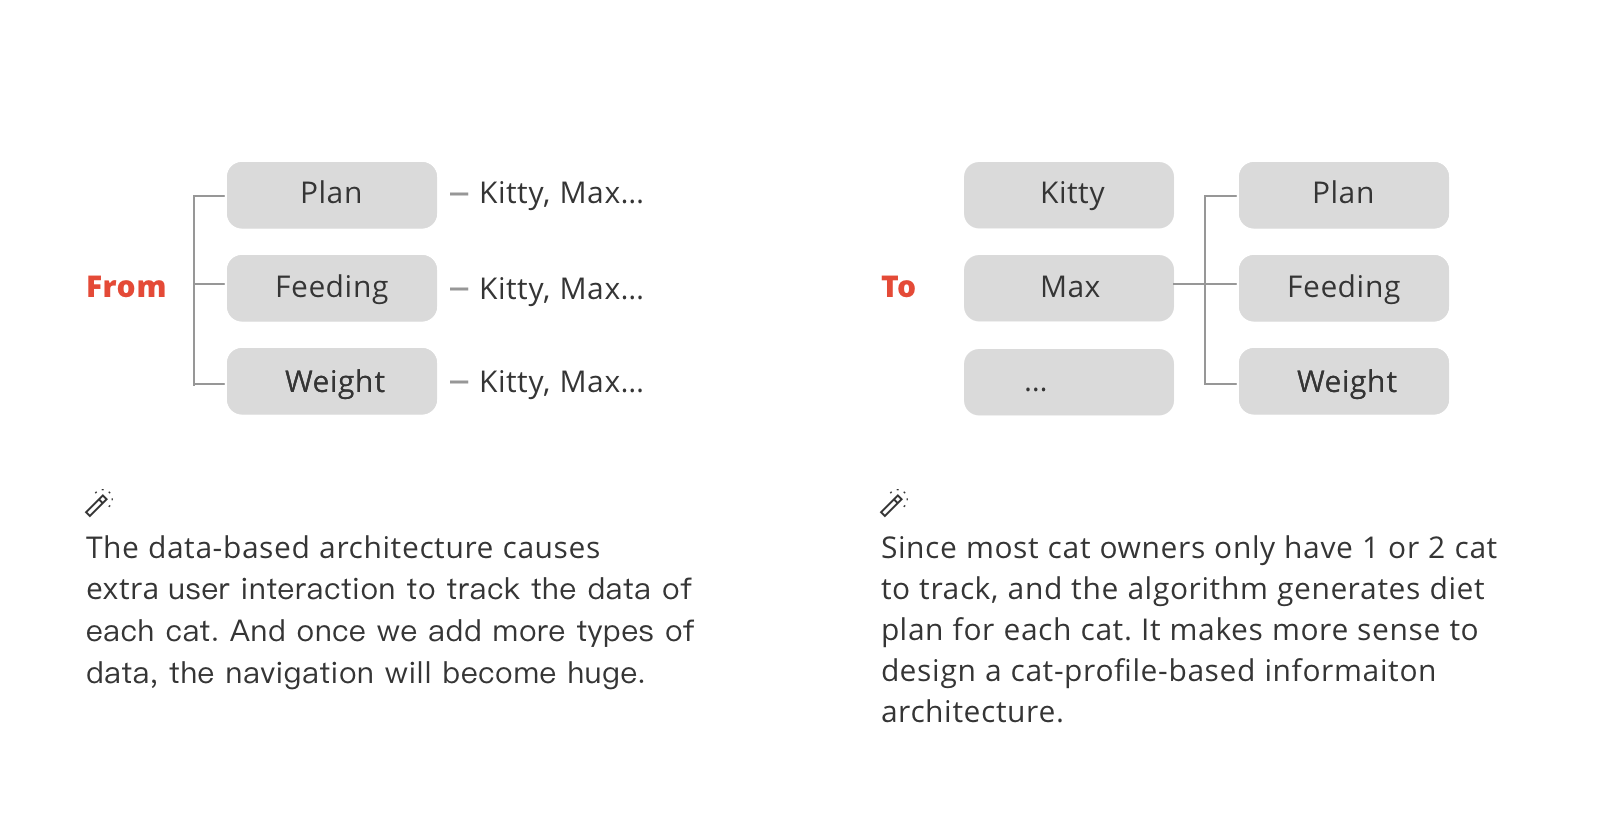 From
Plan
– Kitty, Max...
Feeding
– Kitty, Max...
Weight
– Kitty, Max...
The data-based architecture causes
extra user interaction to track the data of
each cat. And once we add more types of
data, the navigation will become huge.
To
Kitty
Max
...
Plan
Feeding
Weight
Since most cat owners only have 1 or 2 cat
to track, and the algorithm generates diet
plan for each cat. It makes more sense to
design a cat-profile-based informaiton
architecture.